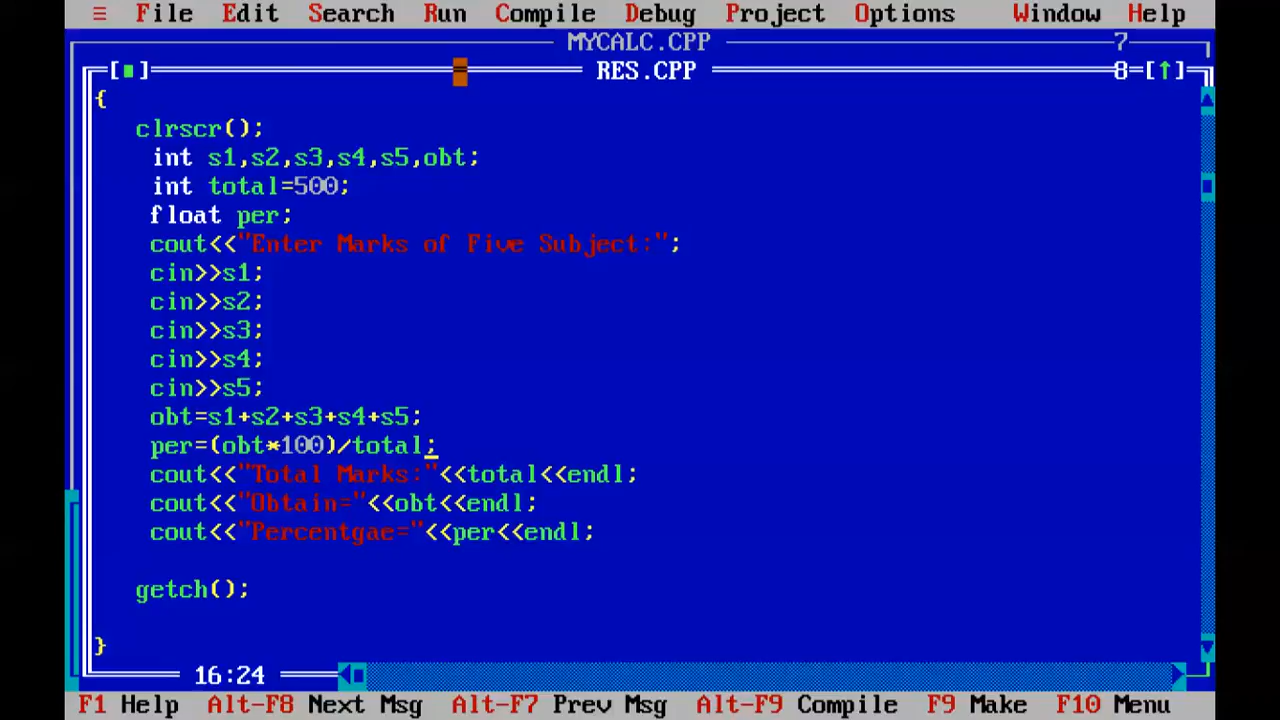 ≡ File Edit Search Run Compile Debug Project Options Window Help
MYCALC.CPP 7
[■] RES.CPP 8=[↑]
{
clrscr();
int s1,s2,s3,s4,s5,obt;
int total=500;
float per;
cout<<"Enter Marks of Five Subject:";
cin>>s1;
cin>>s2;
cin>>s3;
cin>>s4;
cin>>s5;
obt=s1+s2+s3+s4+s5;
per=(obt*100)/total;
cout<<"Total Marks:"<<total<<endl;
cout<<"Obtain="<<obt<<endl;
cout<<"Percentgae="<<per<<endl;
getch();
}
16:24
F1 Help Alt-F8 Next Msg Alt-F7 Prev Msg Alt-F9 Compile F9 Make F10 Menu